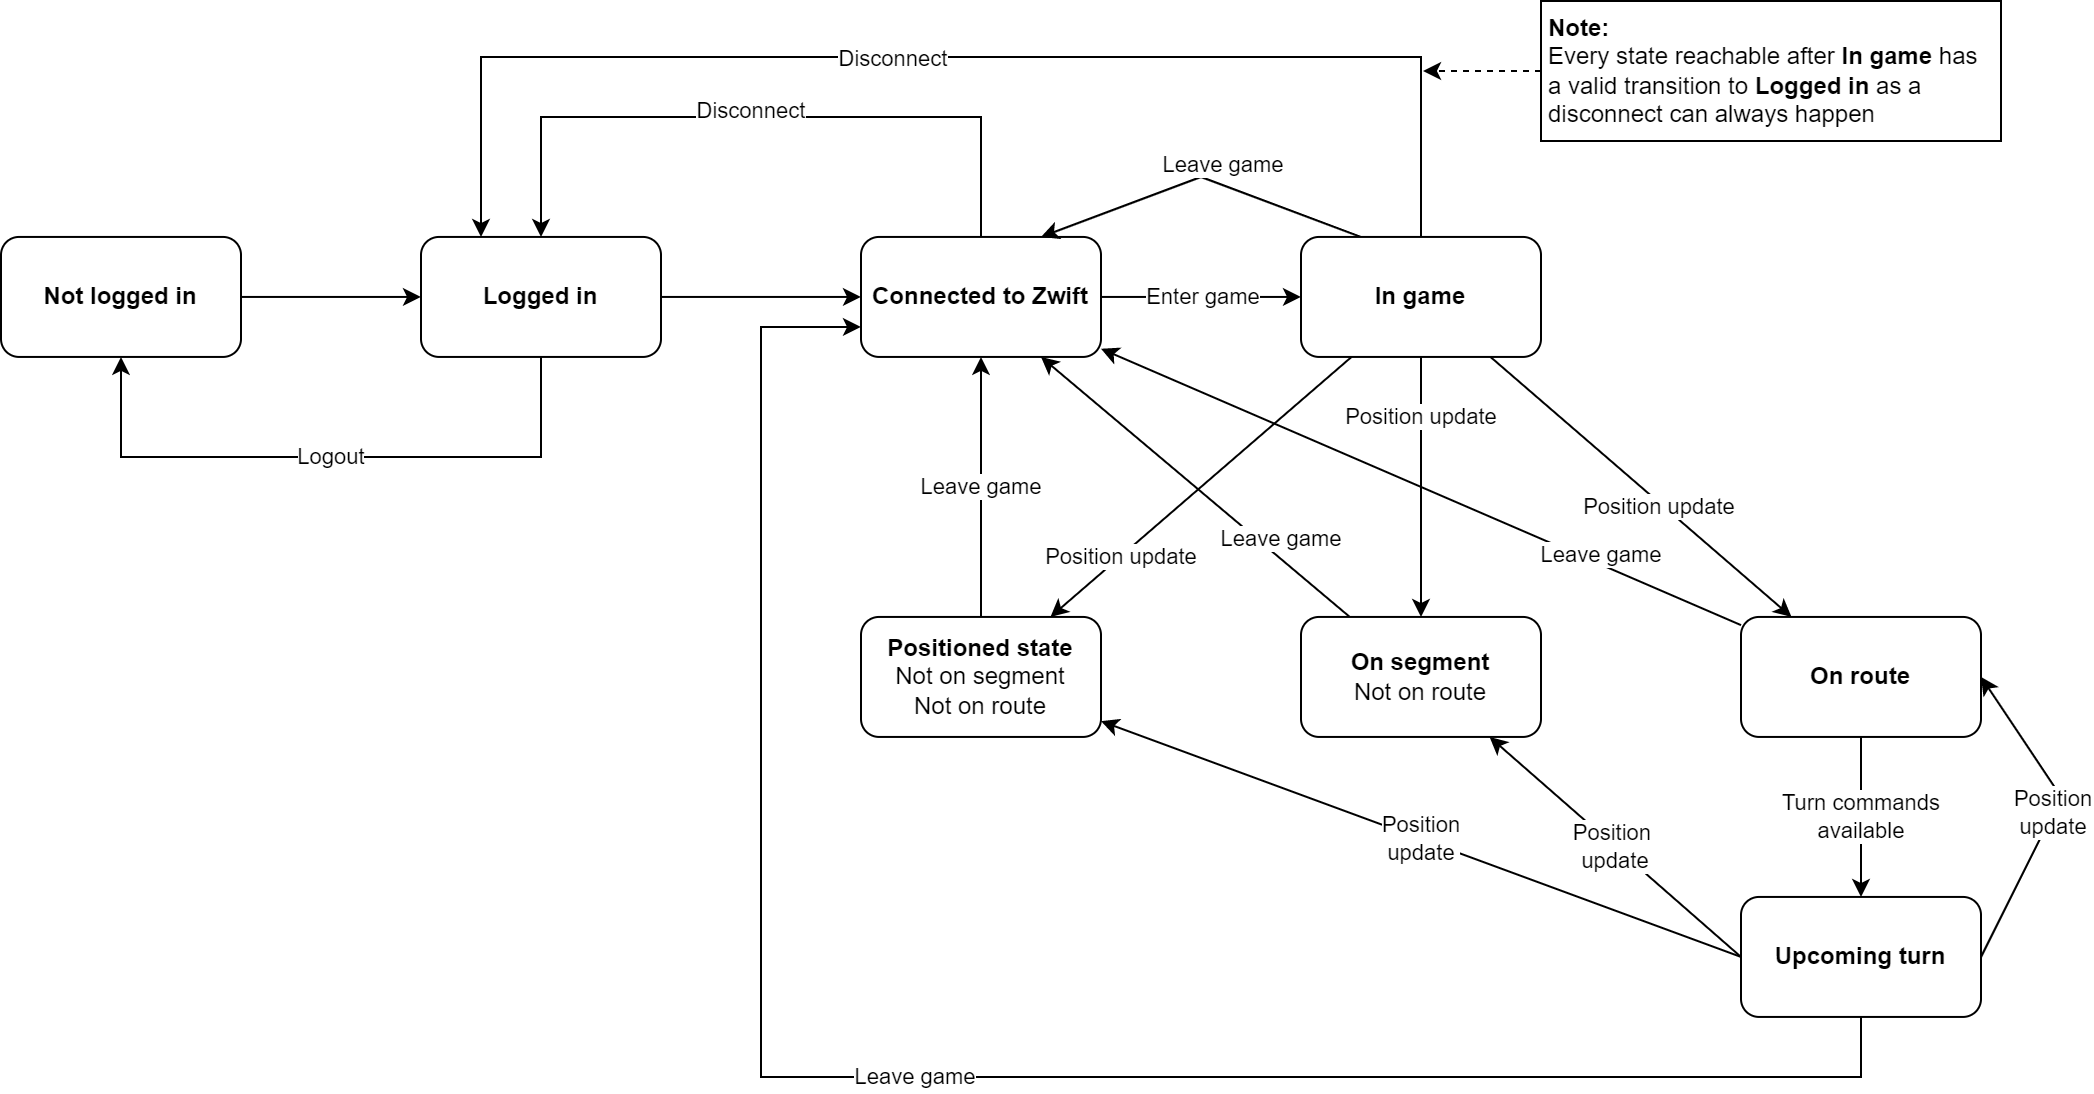 Note:
Every state reachable after In game has
a valid transition to Logged in as a
disconnect can always happen
Disconnect
Disconnect
Leave game
Not logged in
Logged in
Connected to Zwift
Enter game
In game
Position update
Logout
Leave game
Position update
Leave game
Leave game
Position update
Positioned state
Not on segment
Not on route
On segment
Not on route
On route
Position
update
Position
update
Turn commands
available
Position
update
Upcoming turn
Leave game